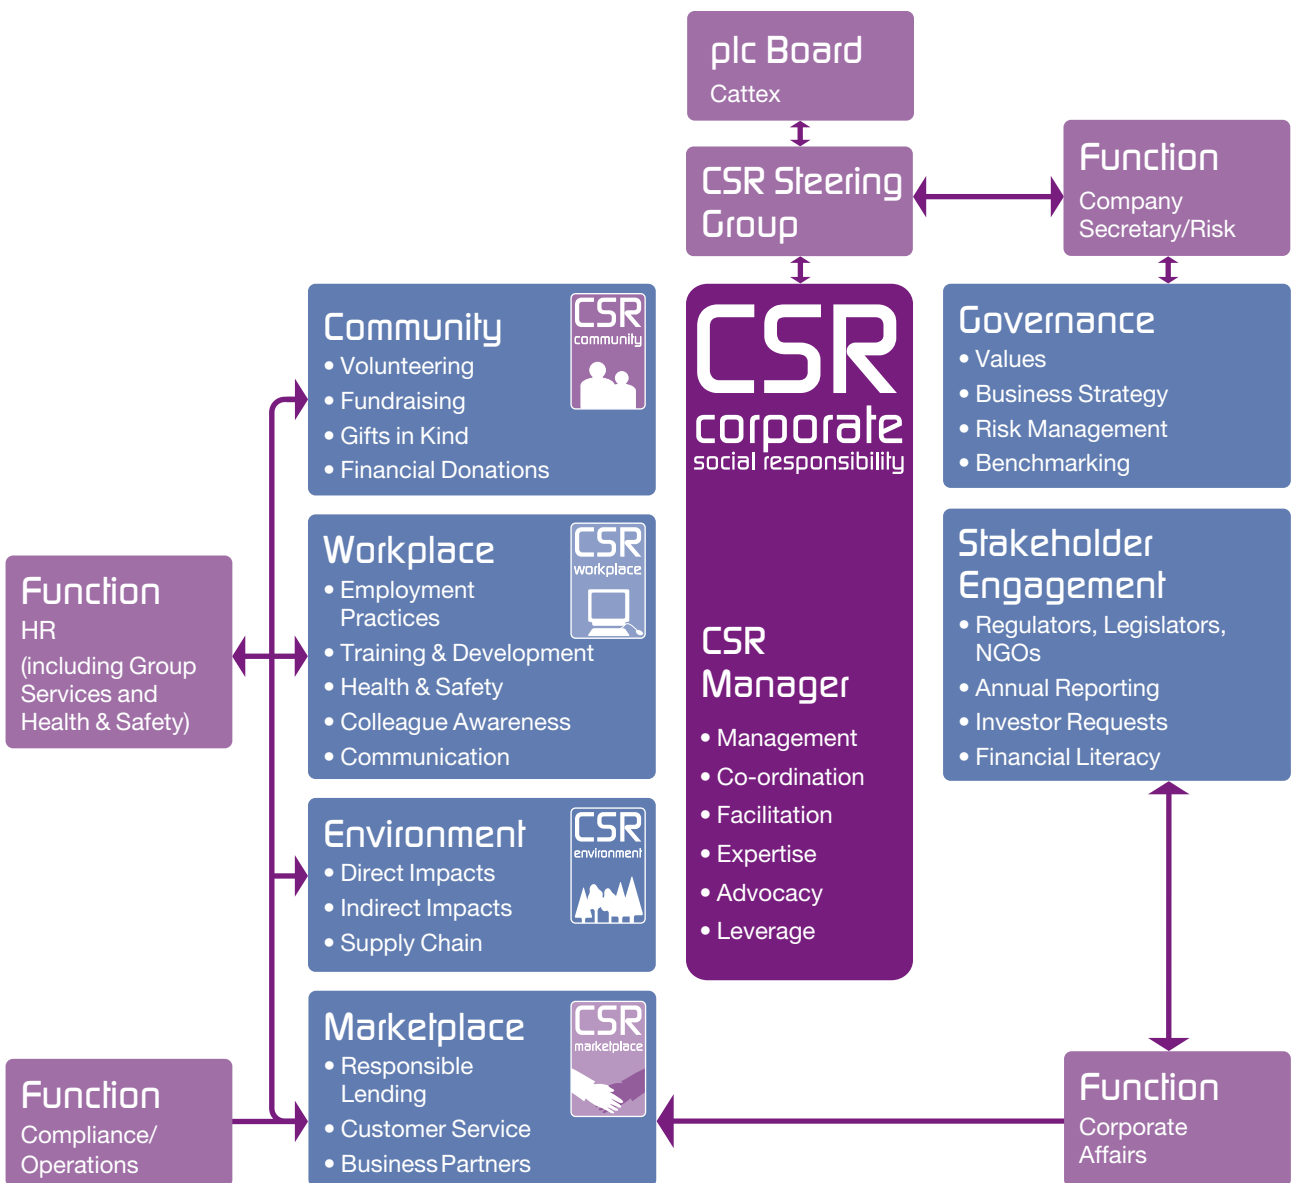 plc Board
Cattex
CSR Steering
Group
Function
Company
Secretary/Risk
Community
• Volunteering
• Fundraising
• Gifts in Kind
• Financial Donations
CSR
community
CSR
corporate
social responsibility
Governance
• Values
• Business Strategy
• Risk Management
• Benchmarking
Function
HR
(including Group
Services and
Health & Safety)
Workplace
• Employment
Practices
• Training & Development
• Health & Safety
• Colleague Awareness
• Communication
CSR
workplace
CSR
Manager
• Management
• Co-ordination
• Facilitation
• Expertise
• Advocacy
• Leverage
Stakeholder
Engagement
• Regulators, Legislators,
NGOs
• Annual Reporting
• Investor Requests
• Financial Literacy
Environment
• Direct Impacts
• Indirect Impacts
• Supply Chain
CSR
environment
Function
Compliance/
Operations
Marketplace
• Responsible
Lending
• Customer Service
• Business Partners
CSR
marketplace
Function
Corporate
Affairs